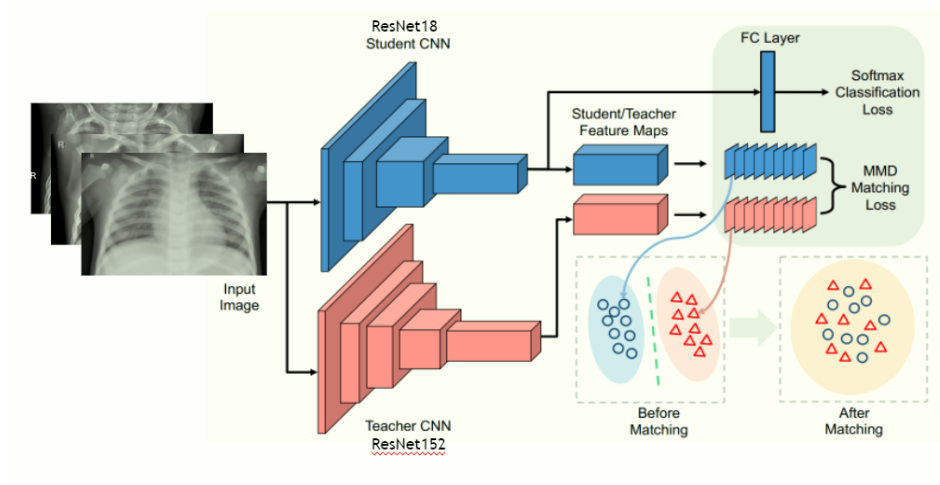 ResNet18
Student CNN
FC Layer
Softmax
Classification
Loss
Student/Teacher
Feature Maps
R
R
R
MMD
Matching
Loss
Input
Image
Teacher CNN
ResNet152
Before
Matching
After
Matching